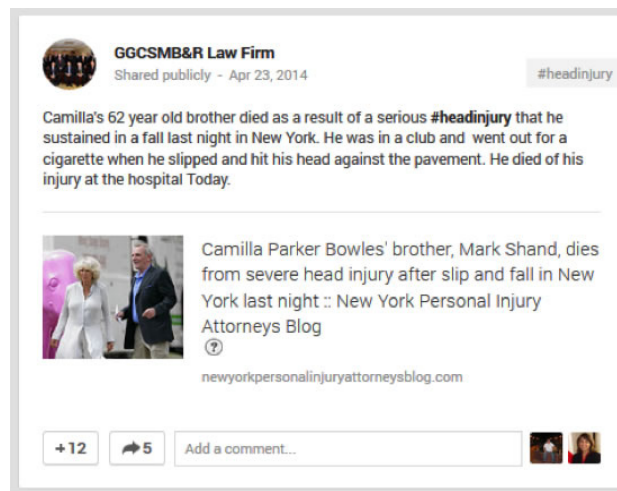 GGCSMB&R Law Firm
Shared publicly - Apr 23, 2014
#headinjury
Camilla's 62 year old brother died as a result of a serious #headinjury that he
sustained in a fall last night in New York. He was in a club and went out for a
cigarette when he slipped and hit his head against the pavement. He died of his
injury at the hospital Today.
Camilla Parker Bowles' brother, Mark Shand, dies
from severe head injury after slip and fall in New
York last night :: New York Personal Injury
Attorneys Blog
?
newyorkpersonalinjuryattorneysblog.com
+12
5
Add a comment...